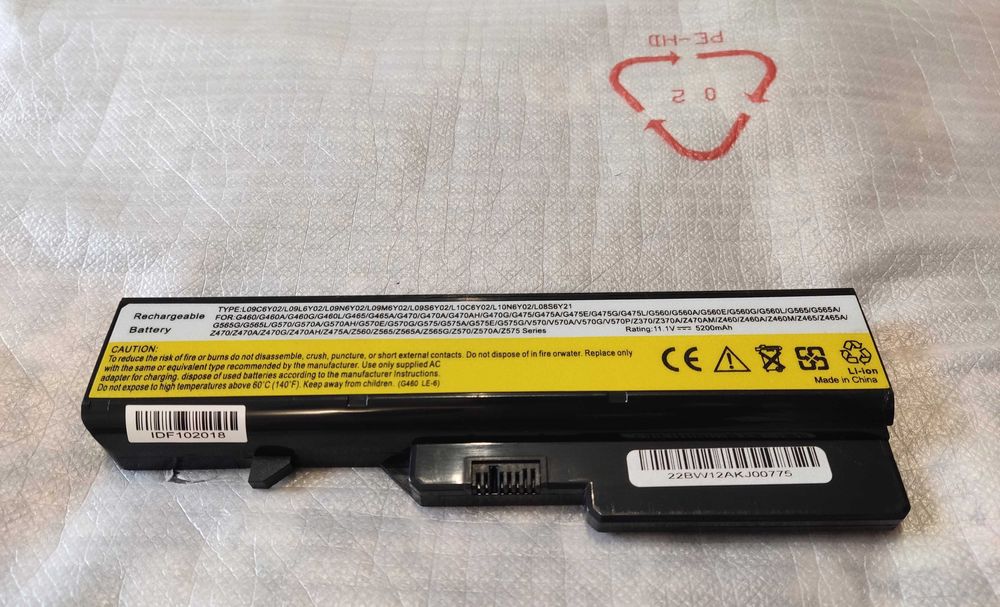 PE-HD
02
Rechargeable Battery
TYPE:L09C6Y02/L09L6Y02/L09N6Y02/L09M6Y02/L09S6Y02/L10C6Y02/L10N6Y02/L08S6Y21
FOR:G460/G460A/G460G/G460L/G465/G465A/G470/G470A/G470AH/G470G/G475/G475A/G475E/G475G/G475L/G560/G560A/G560E/G560G/G560L/G565/G565A/
G565G/G565L/G570/G570A/G570AH/G570E/G570G/G575/G575A/G575E/G575G/V570/V570A/V570G/V570P/Z370/Z370A/Z470AM/Z460/Z460A/Z460M/Z465/Z465A/
Z470/Z470A/Z470G/Z470AH/Z475A/Z560/Z565/Z565A/Z565G/Z570/Z570A/Z575 Series
Rating:11.1V⎓ 5200mAh
CAUTION:
To reduce the risk of fire or burns do not disassemble, crush, puncture, or short external contacts. Do not dispose of in fire orwater. Replace only
with the same or equivalent type recommended by the manufacturer. Use only supplied AC
adapter for charging. dispose of used batteries according to the manufacturer instructions.
Do not expose to high temperatures above 60°C (140°F). Keep away from children. (G460 LE-6)
CE
Li-ion
Made in China
IDF102018
22BW12AKJ00775